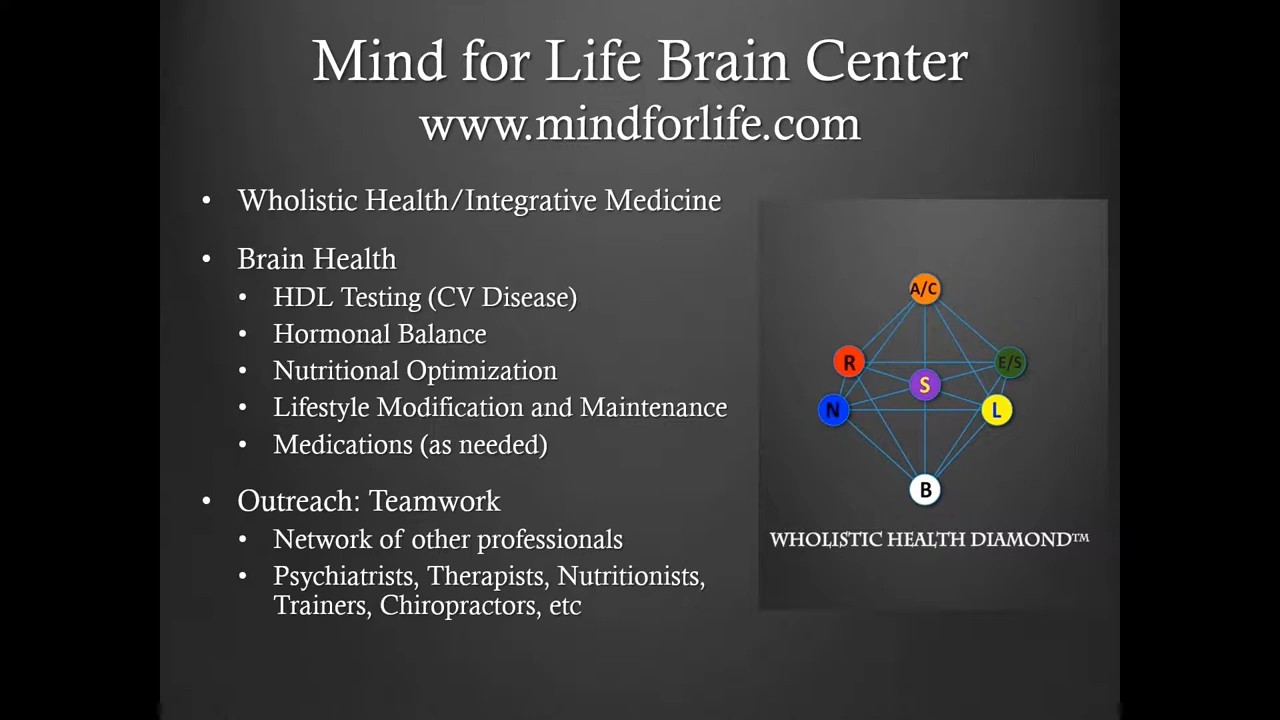 Mind for Life Brain Center
www.mindforlife.com
• Wholistic Health/Integrative Medicine
• Brain Health
• HDL Testing (CV Disease)
• Hormonal Balance
• Nutritional Optimization
• Lifestyle Modification and Maintenance
• Medications (as needed)
• Outreach: Teamwork
• Network of other professionals
• Psychiatrists, Therapists, Nutritionists,
Trainers, Chiropractors, etc
A/C
R
E/S
S
N
L
B
WHOLISTIC HEALTH DIAMOND™